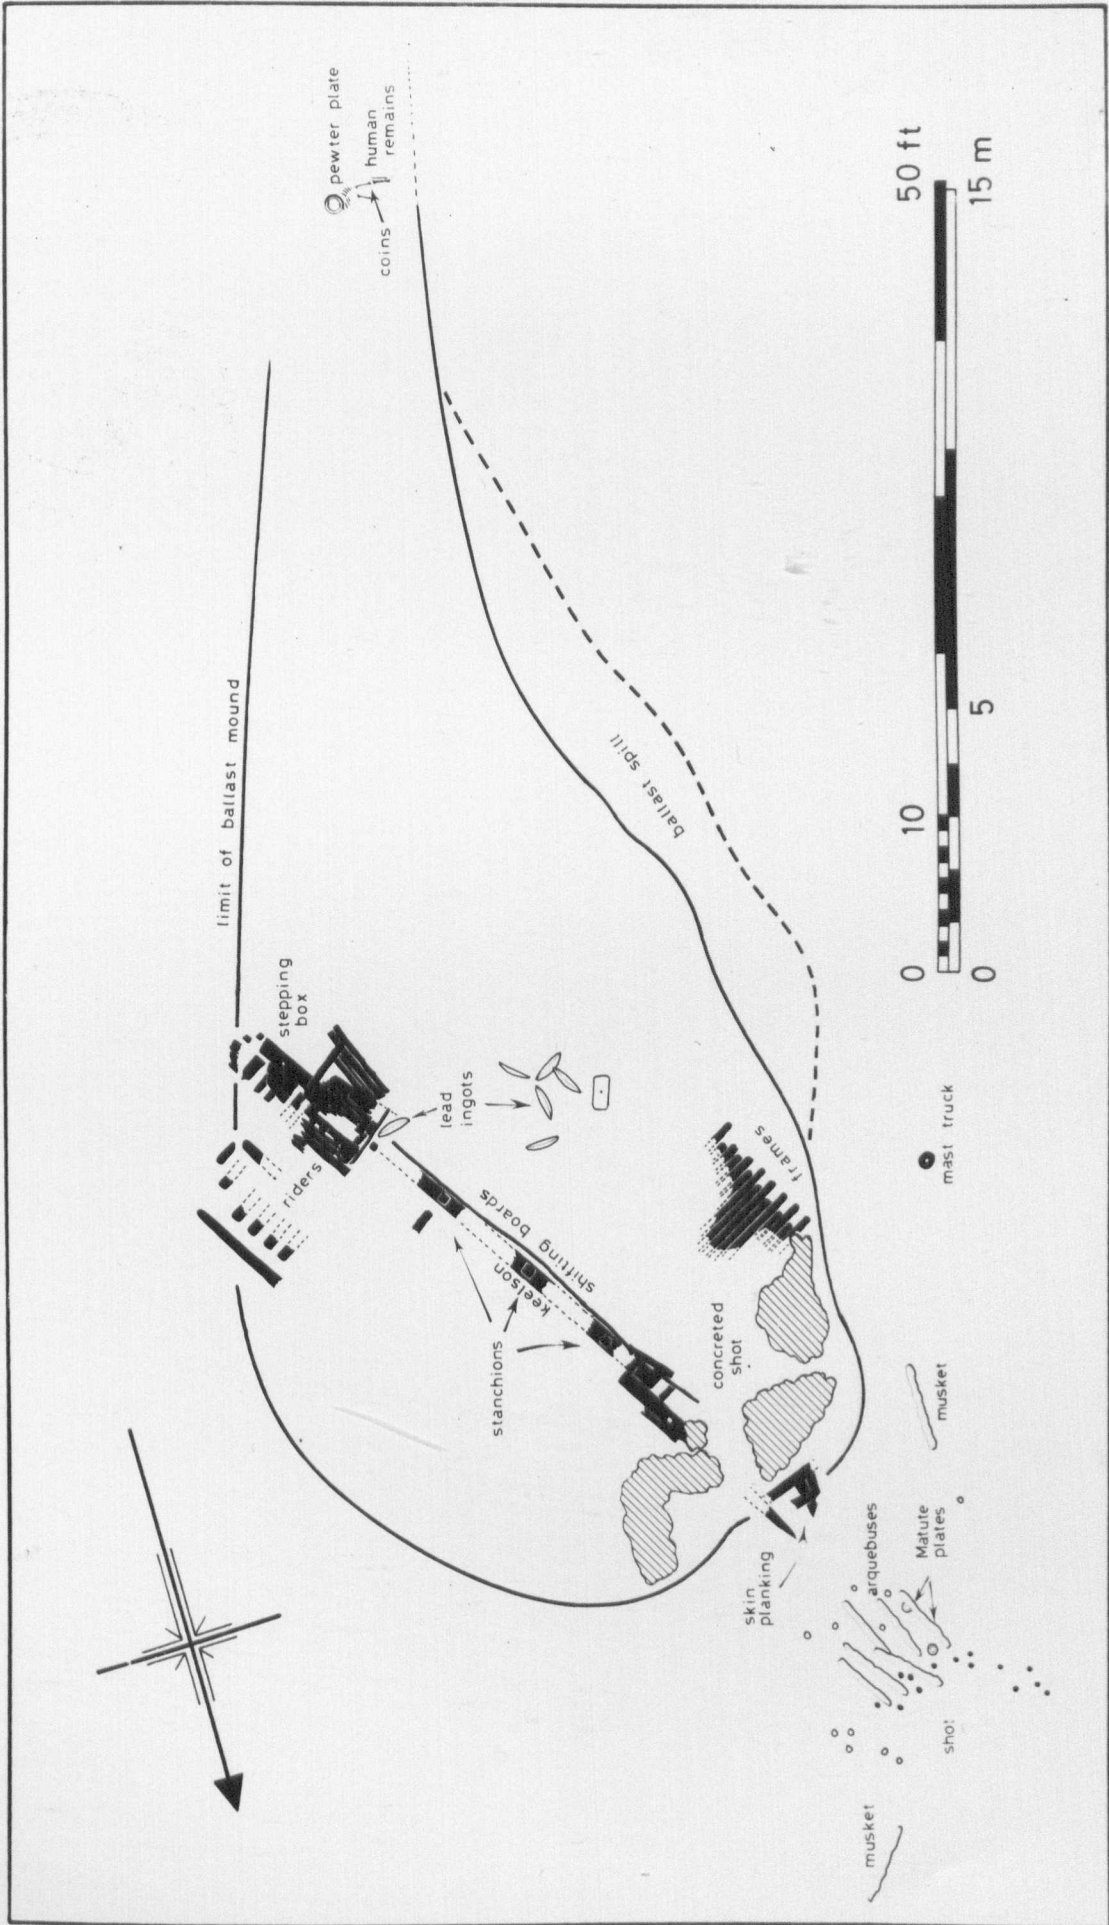 pewter plate
human
remains
coins
limit of ballast mound
stepping
box
riders
lead
ingots
ballast spill
stanchions
keelson
shifting boards
frames
concreted
shot
skin
planking
mast truck
musket
arquebuses
Matute
plates
shot
musket
0 10 50 ft
0 5 15 m